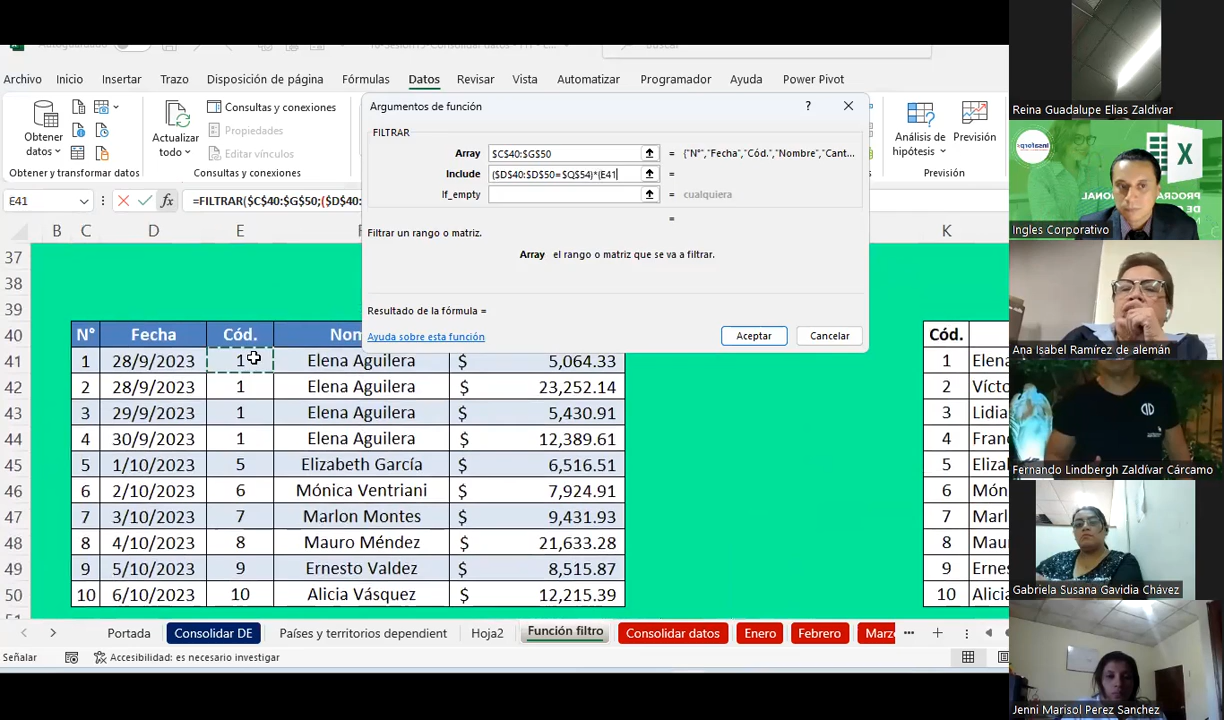 Buscar
Archivo Inicio Insertar Trazo Disposición de página Fórmulas Datos Revisar Vista Automatizar Programador Ayuda Power Pivot
Obtener datos
Actualizar todo
Consultas y conexiones
Propiedades
Editar vínculos
Análisis de hipótesis
Previsión
Obtener y transformar datos
Consultas y conexiones
Previsión
Argumentos de función
?
FILTRAR
Array $C$40:$G$50 = {"N°","Fecha","Cód.","Nombre","Cant...
Include ($D$40:$D$50=$Q$54)*(E41 =
If_empty = cualquiera
=
Filtrar un rango o matriz.
Array el rango o matriz que se va a filtrar.
Resultado de la fórmula =
Ayuda sobre esta función
Aceptar Cancelar
E41 fx =FILTRAR($C$40:$G$50;($D$40:
B C D E K
37
38
39
40 N° Fecha Cód. Cód.
41 1 28/9/2023 1 Elena Aguilera $ 5,064.33 1 Elena
42 2 28/9/2023 1 Elena Aguilera $ 23,252.14 2 Vícto
43 3 29/9/2023 1 Elena Aguilera $ 5,430.91 3 Lidia
44 4 30/9/2023 1 Elena Aguilera $ 12,389.61 4 Fran
45 5 1/10/2023 5 Elizabeth García $ 6,516.51 5 Eliza
46 6 2/10/2023 6 Mónica Ventriani $ 7,924.91 6 Món
47 7 3/10/2023 7 Marlon Montes $ 9,431.93 7 Marl
48 8 4/10/2023 8 Mauro Méndez $ 21,633.28 8 Mau
49 9 5/10/2023 9 Ernesto Valdez $ 8,515.87 9 Erne
50 10 6/10/2023 10 Alicia Vásquez $ 12,215.39 10 Alicia
Portada Consolidar DE Países y territorios dependient Hoja2 Función filtro Consolidar datos Enero Febrero Marz
Señalar Accesibilidad: es necesario investigar
Reina Guadalupe Elias Zaldivar
Ingles Corporativo
Ana Isabel Ramírez de alemán
Fernando Lindbergh Zaldívar Cárcamo
Gabriela Susana Gavidia Chávez
Jenni Marisol Perez Sanchez